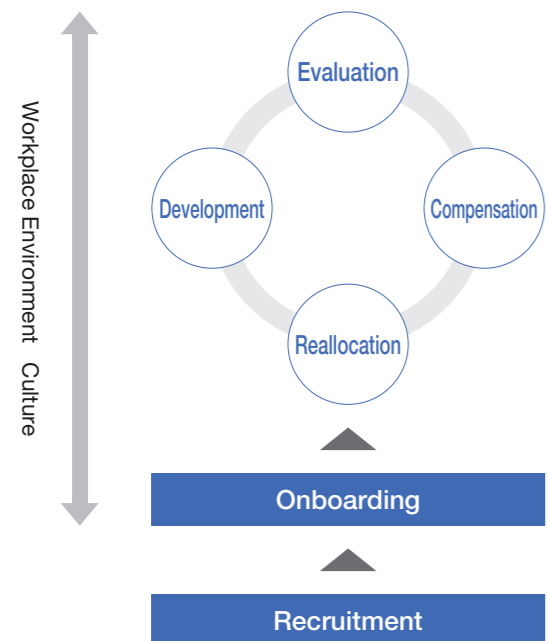 Evaluation
Development
Compensation
Reallocation
Workplace Environment Culture
Onboarding
Recruitment